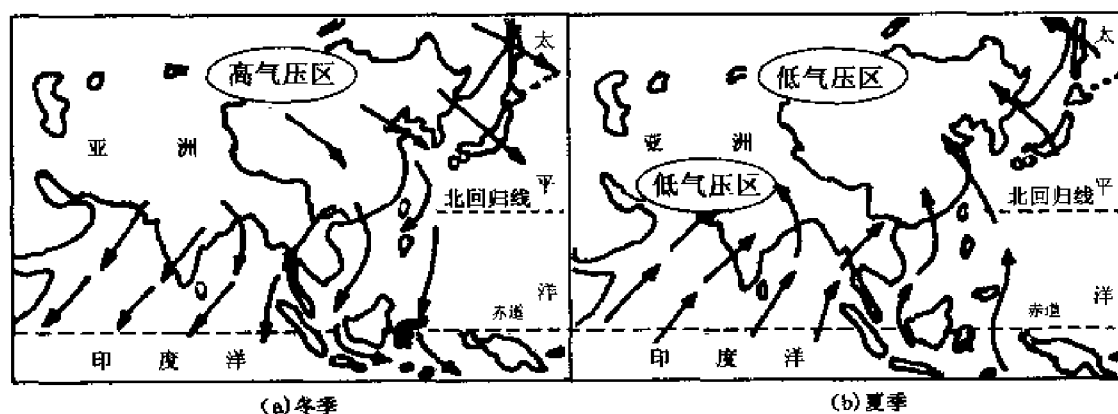 太
高气压区
亚 洲
平
北回归线
洋
赤道
印 度 洋
(a)冬季
太
低气压区
亚 洲
低气压区
平
北回归线
洋
赤道
印 度 洋
(b)夏季